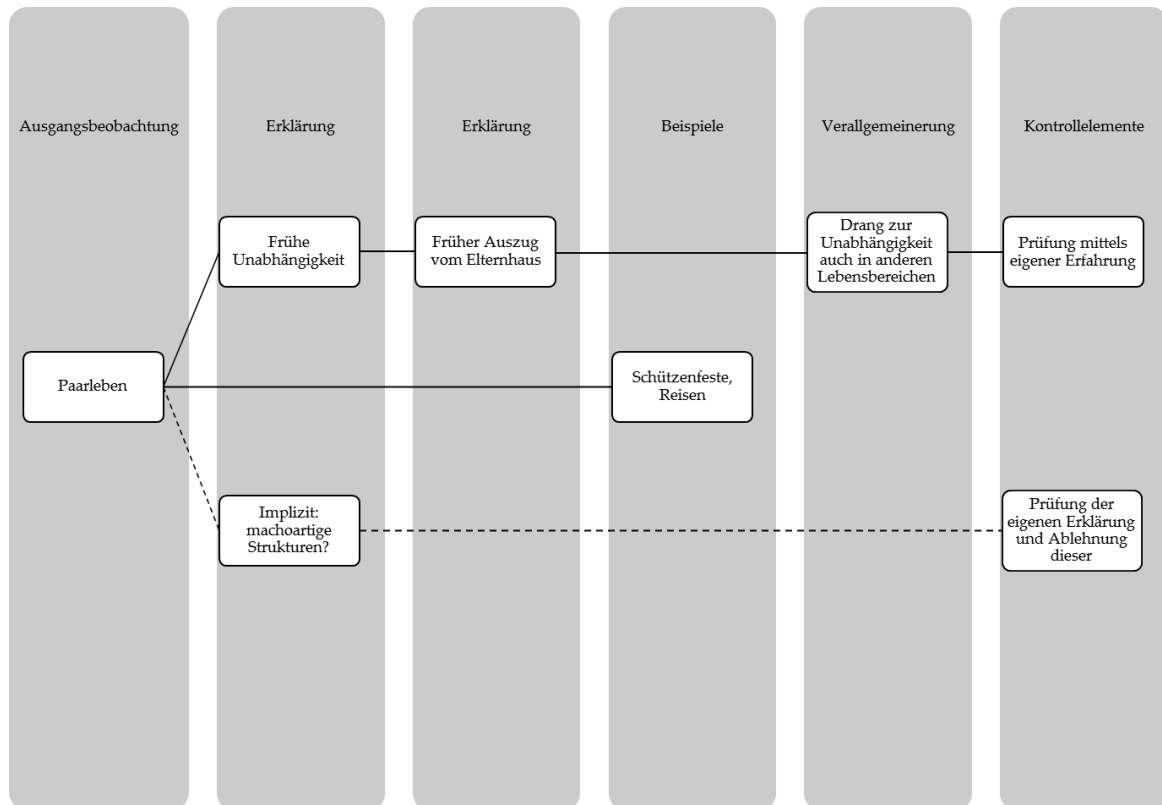 Ausgangsbeobachtung
Erklärung
Erklärung
Beispiele
Verallgemeinerung
Kontrollelemente
Frühe
Unabhängigkeit
Früher Auszug
vom Elternhaus
Drang zur
Unabhängigkeit
auch in anderen
Lebensbereichen
Prüfung mittels
eigener Erfahrung
Paarleben
Schützenfeste,
Reisen
Implizit:
machoartige
Strukturen?
Prüfung der
eigenen Erklärung
und Ablehnung
dieser